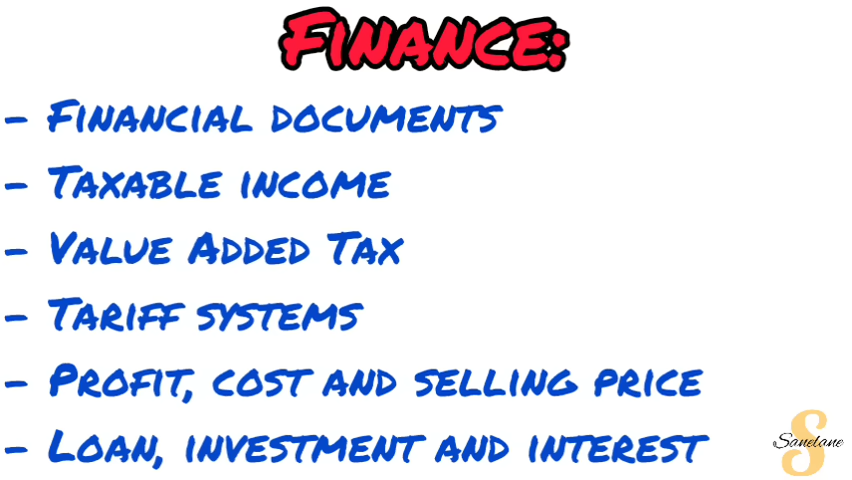 Finance:
- Financial documents
- Taxable income
- Value Added Tax
- Tariff systems
- Profit, cost and selling price
- Loan, investment and interest
S
Sanelane